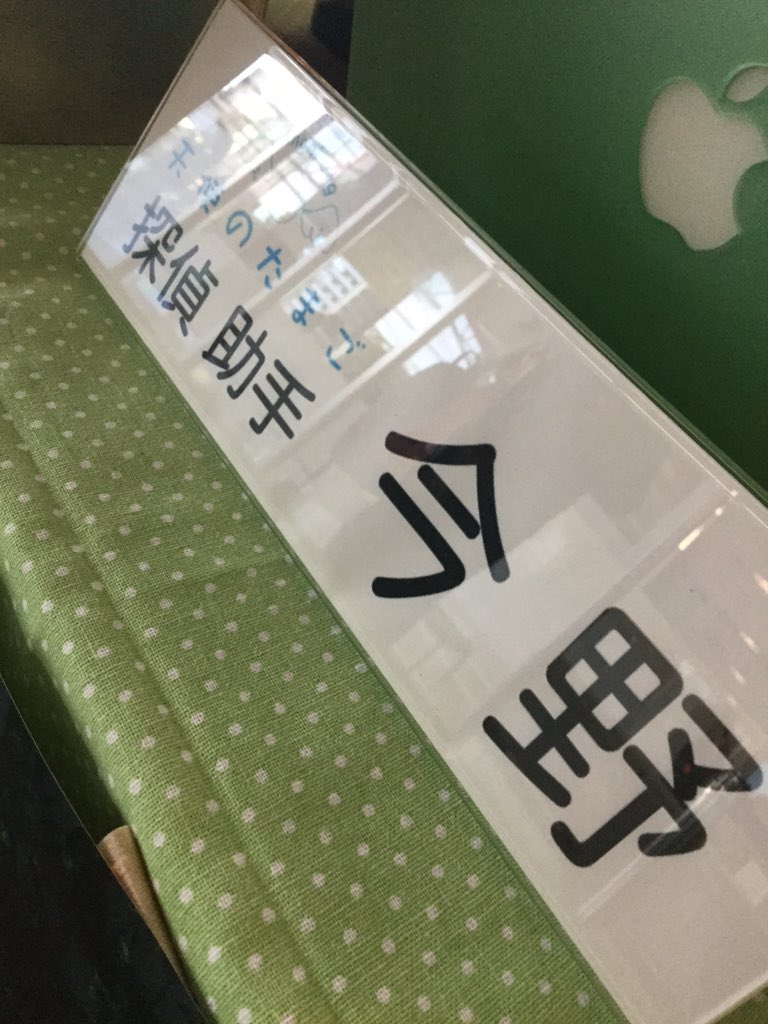 のたまご
探偵 助手
今野